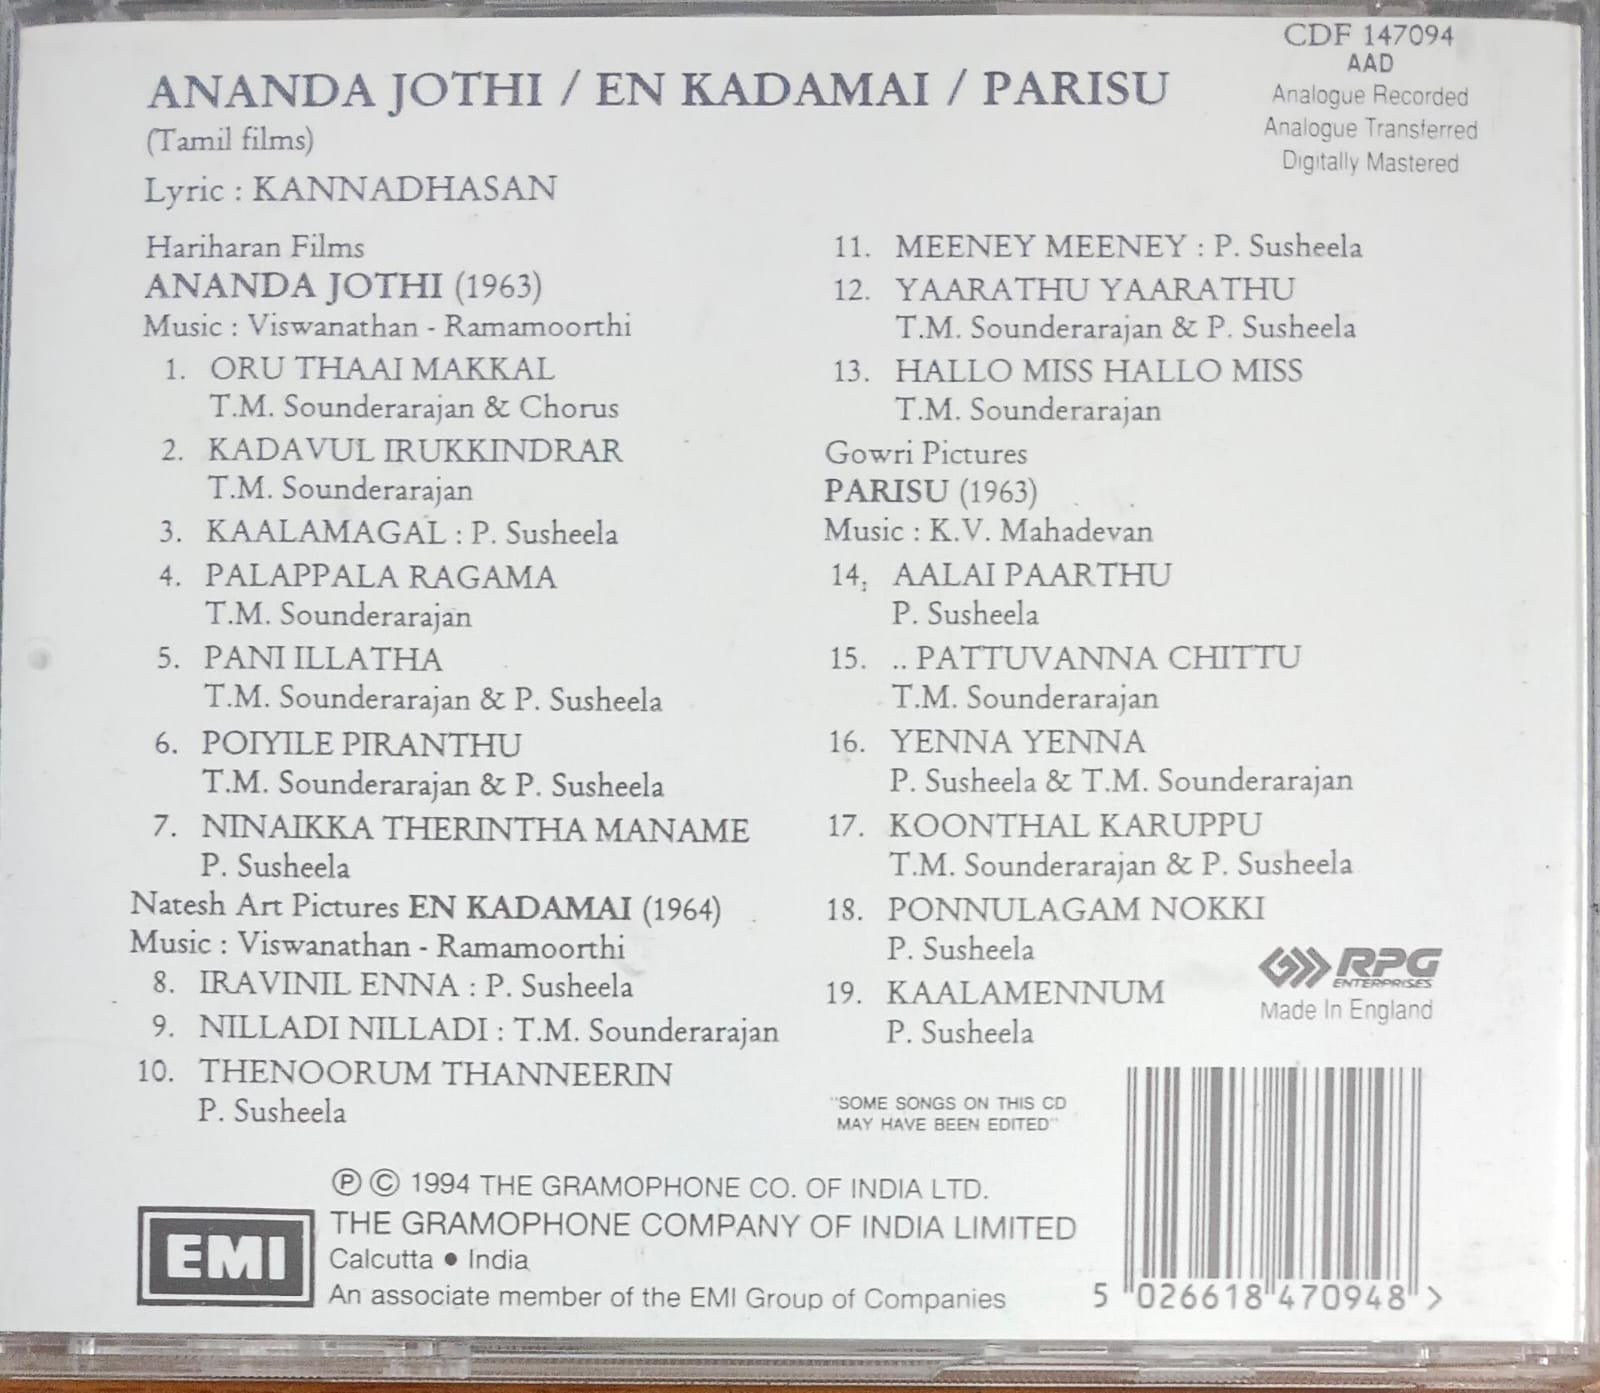 CDF 147094
AAD
Analogue Recorded
Analogue Transferred
Digitally Mastered
ANANDA JOTHI / EN KADAMAI / PARISU
(Tamil films)
Lyric : KANNADHASAN
Hariharan Films
ANANDA JOTHI (1963)
Music : Viswanathan - Ramamoorthi
1. ORU THAAI MAKKAL
T.M. Sounderarajan & Chorus
2. KADAVUL IRUKKINDRAR
T.M. Sounderarajan
3. KAALAMAGAL : P. Susheela
4. PALAPPALA RAGAMA
T.M. Sounderarajan
5. PANI ILLATHA
T.M. Sounderarajan & P. Susheela
6. POIYILE PIRANTHU
T.M. Sounderarajan & P. Susheela
7. NINAIKKA THERINTHA MANAME
P. Susheela
Natesh Art Pictures EN KADAMAI (1964)
Music : Viswanathan - Ramamoorthi
8. IRAVINIL ENNA : P. Susheela
9. NILLADI NILLADI : T.M. Sounderarajan
10. THENOORUM THANNEERIN
P. Susheela
11. MEENEY MEENEY : P. Susheela
12. YAARATHU YAARATHU
T.M. Sounderarajan & P. Susheela
13. HALLO MISS HALLO MISS
T.M. Sounderarajan
Gowri Pictures
PARISU (1963)
Music : K.V. Mahadevan
14. AALAI PAARTHU
P. Susheela
15. .. PATTUVANNA CHITTU
T.M. Sounderarajan
16. YENNA YENNA
P. Susheela & T.M. Sounderarajan
17. KOONTHAL KARUPPU
T.M. Sounderarajan & P. Susheela
18. PONNULAGAM NOKKI
P. Susheela
19. KAALAMENNUM
P. Susheela
RPG
ENTERPRISES
Made In England
"SOME SONGS ON THIS CD
MAY HAVE BEEN EDITED"
℗ © 1994 THE GRAMOPHONE CO. OF INDIA LTD.
THE GRAMOPHONE COMPANY OF INDIA LIMITED
EMI
Calcutta • India
An associate member of the EMI Group of Companies
5 026618 470948 >